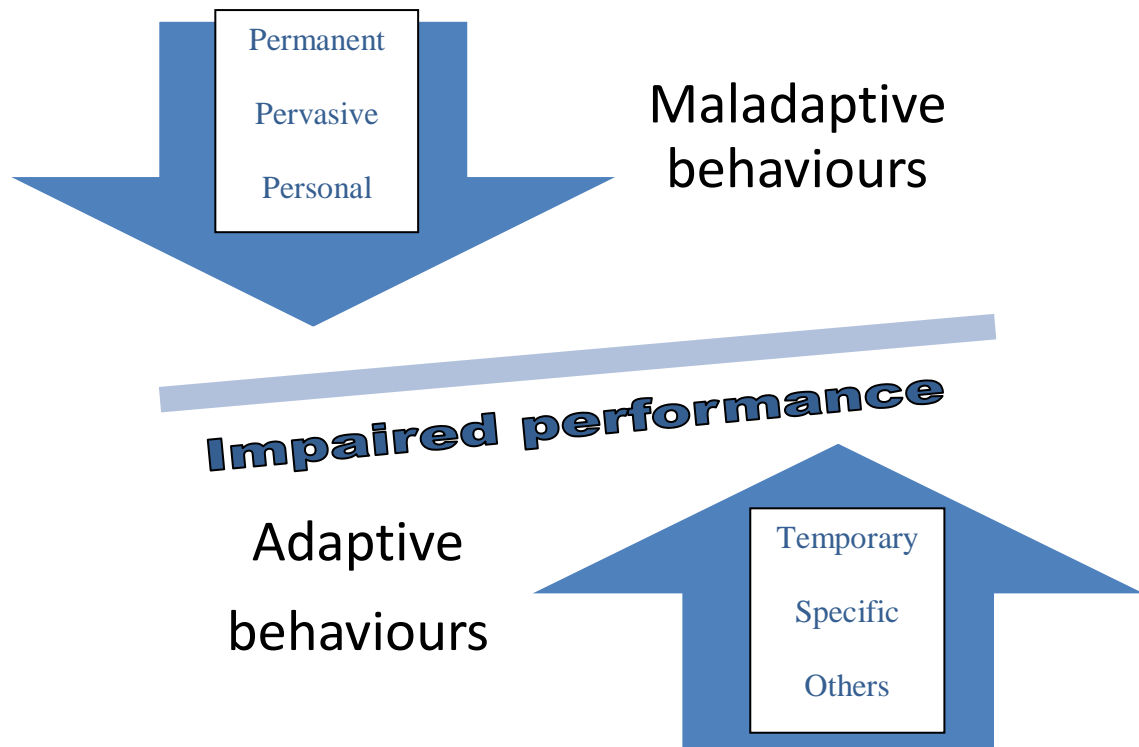 Permanent
Pervasive
Personal
Maladaptive
behaviours
Impaired performance
Adaptive
behaviours
Temporary
Specific
Others